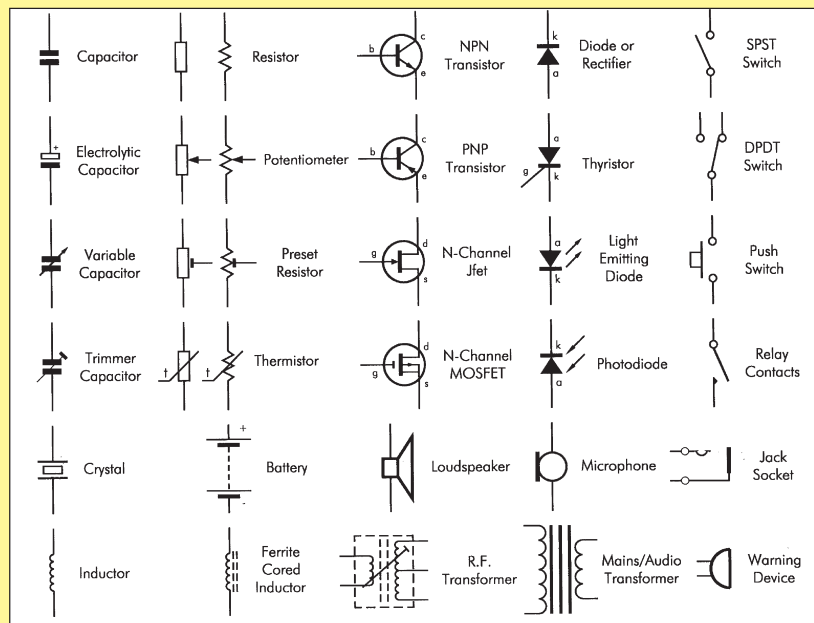 Capacitor
Resistor
b
c
e
NPN
Transistor
k
a
Diode or
Rectifier
SPST
Switch
+
Electrolytic
Capacitor
Potentiometer
b
c
e
PNP
Transistor
a
g
k
Thyristor
DPDT
Switch
Variable
Capacitor
Preset
Resistor
g
d
s
N-Channel
Jfet
a
k
Light
Emitting
Diode
Push
Switch
Trimmer
Capacitor
t
t
Thermistor
g
d
s
N-Channel
MOSFET
k
a
Photodiode
Relay
Contacts
Crystal
+
-
Battery
Loudspeaker
Microphone
Jack
Socket
Inductor
Ferrite
Cored
Inductor
R.F.
Transformer
Mains/Audio
Transformer
Warning
Device